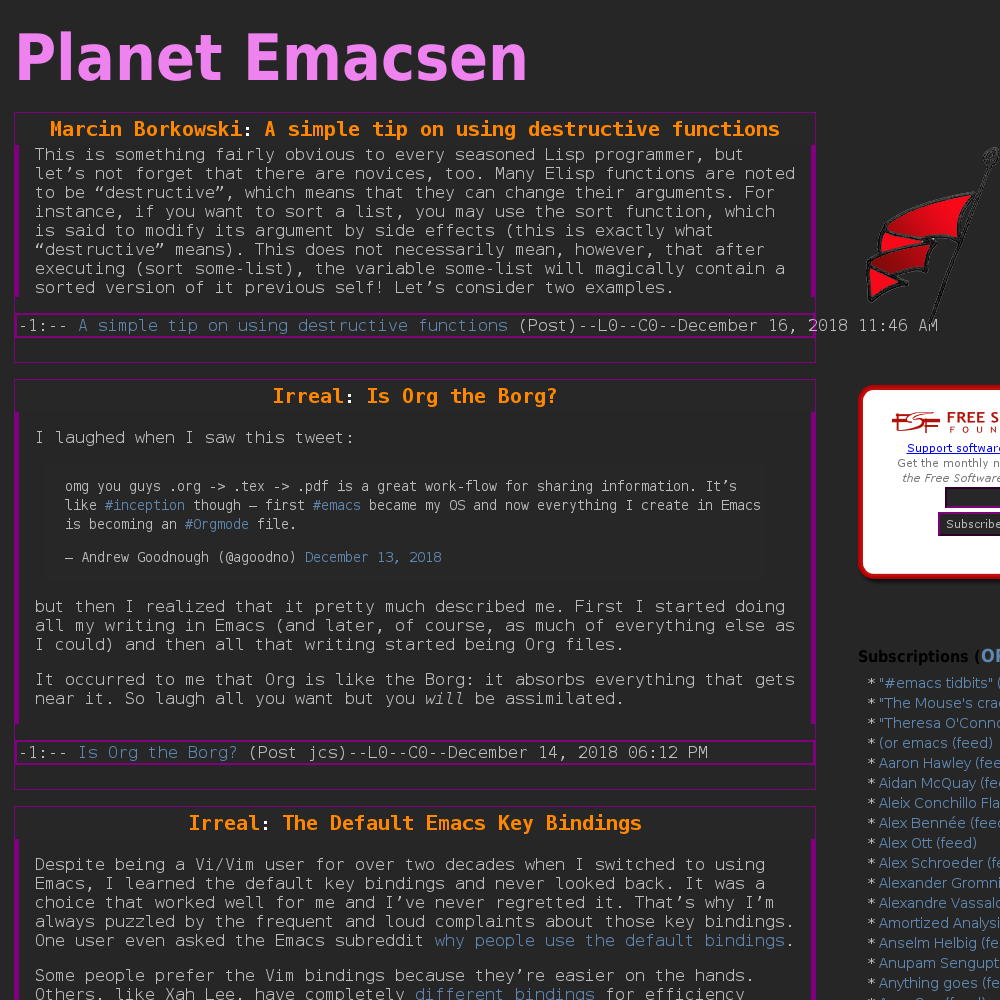 Planet Emacsen
Marcin Borkowski: A simple tip on using destructive functions
This is something fairly obvious to every seasoned Lisp programmer, but
let’s not forget that there are novices, too. Many Elisp functions are noted
to be “destructive”, which means that they can change their arguments. For
instance, if you want to sort a list, you may use the sort function, which
is said to modify its argument by side effects (this is exactly what
“destructive” means). This does not necessarily mean, however, that after
executing (sort some-list), the variable some-list will magically contain a
sorted version of it previous self! Let’s consider two examples.
-1:-- A simple tip on using destructive functions (Post)--L0--C0--December 16, 2018 11:46 AM
Irreal: Is Org the Borg?
I laughed when I saw this tweet:
omg you guys .org -> .tex -> .pdf is a great work-flow for sharing information. It’s
like #inception though – first #emacs became my OS and now everything I create in Emacs
is becoming an #Orgmode file.
— Andrew Goodnough (@agoodno) December 13, 2018
but then I realized that it pretty much described me. First I started doing
all my writing in Emacs (and later, of course, as much of everything else as
I could) and then all that writing started being Org files.
It occurred to me that Org is like the Borg: it absorbs everything that gets
near it. So laugh all you want but you will be assimilated.
-1:-- Is Org the Borg? (Post jcs)--L0--C0--December 14, 2018 06:12 PM
Irreal: The Default Emacs Key Bindings
Despite being a Vi/Vim user for over two decades when I switched to using
Emacs, I learned the default key bindings and never looked back. It was a
choice that worked well for me and I’ve never regretted it. That’s why I’m
always puzzled by the frequent and loud complaints about those key bindings.
One user even asked the Emacs subreddit why people use the default bindings.
Some people prefer the Vim bindings because they’re easier on the hands.
Others, like Xah Lee, have completely different bindings for efficiency
FSF FREE S
FOUN
Support softwar
Get the monthly n
the Free Software
Subscribe
Subscriptions (OP
* "#emacs tidbits" (
* "The Mouse's cra
* "Theresa O'Conno
* (or emacs (feed)
* Aaron Hawley (fee
* Aidan McQuay (fe
* Aleix Conchillo Fla
* Alex Bennée (feed
* Alex Ott (feed)
* Alex Schroeder (fe
* Alexander Gromni
* Alexandre Vassalo
* Amortized Analysi
* Anselm Helbig (fe
* Anupam Sengupt
* Anything goes (fe